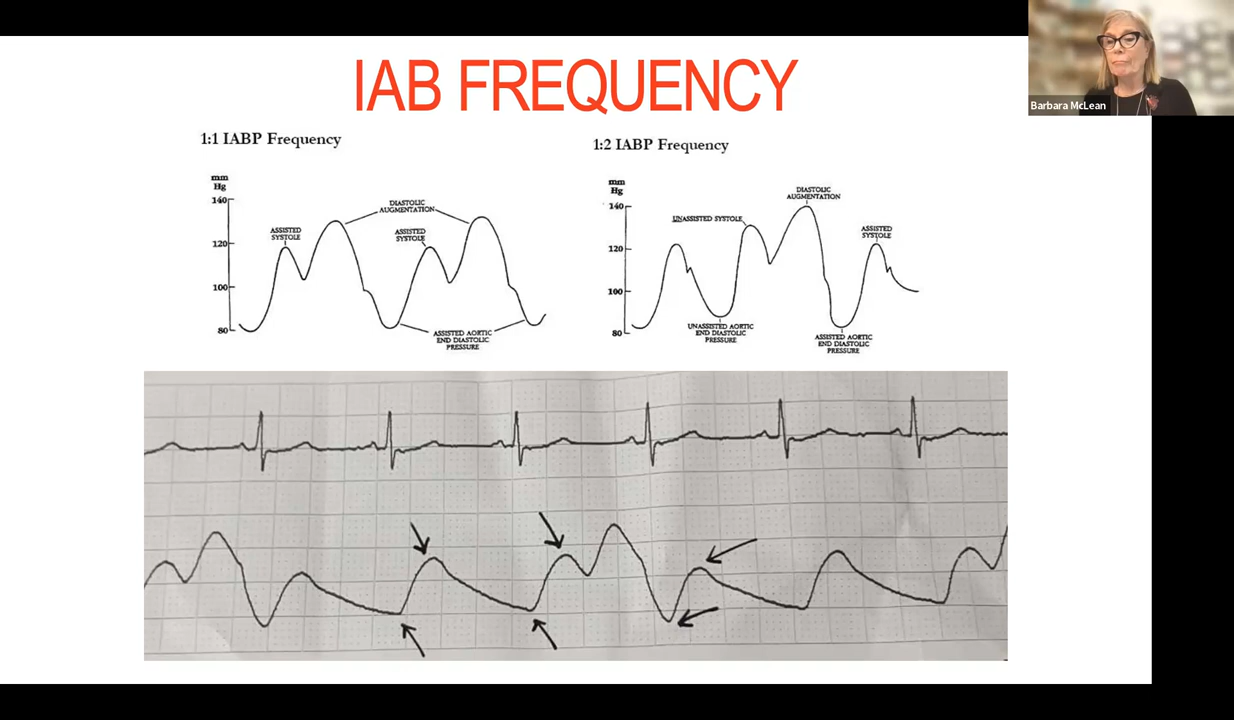 IAB FREQUENCY
Barbara McLean
1:1 IABP Frequency
mm
Hg
140
120
100
80
ASSISTED
SYSTOLE
DIASTOLIC
AUGMENTATION
ASSISTED
SYSTOLE
ASSISTED AORTIC
END DIASTOLIC
PRESSURE
1:2 IABP Frequency
mm
Hg
140
120
100
80
UNASSISTED SYSTOLE
DIASTOLIC
AUGMENTATION
ASSISTED
SYSTOLE
UNASSISTED AORTIC
END DIASTOLIC
PRESSURE
ASSISTED AORTIC
END DIASTOLIC
PRESSURE